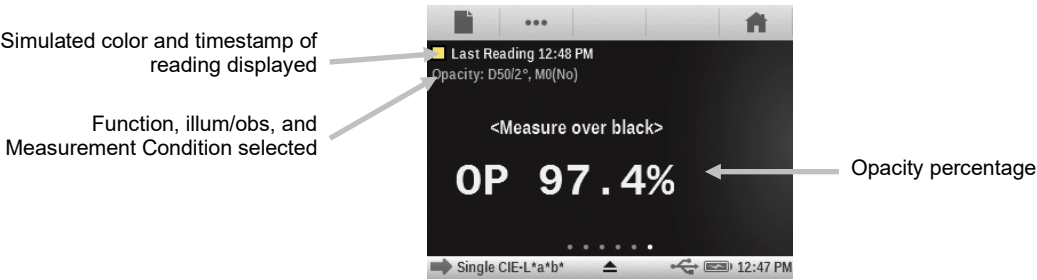 Simulated color and timestamp of
reading displayed
Function, illum/obs, and
Measurement Condition selected
Last Reading 12:48 PM
Opacity: D50/2°, M0(No)
<Measure over black>
OP 97.4%
Opacity percentage
Single CIE-L*a*b*
12:47 PM